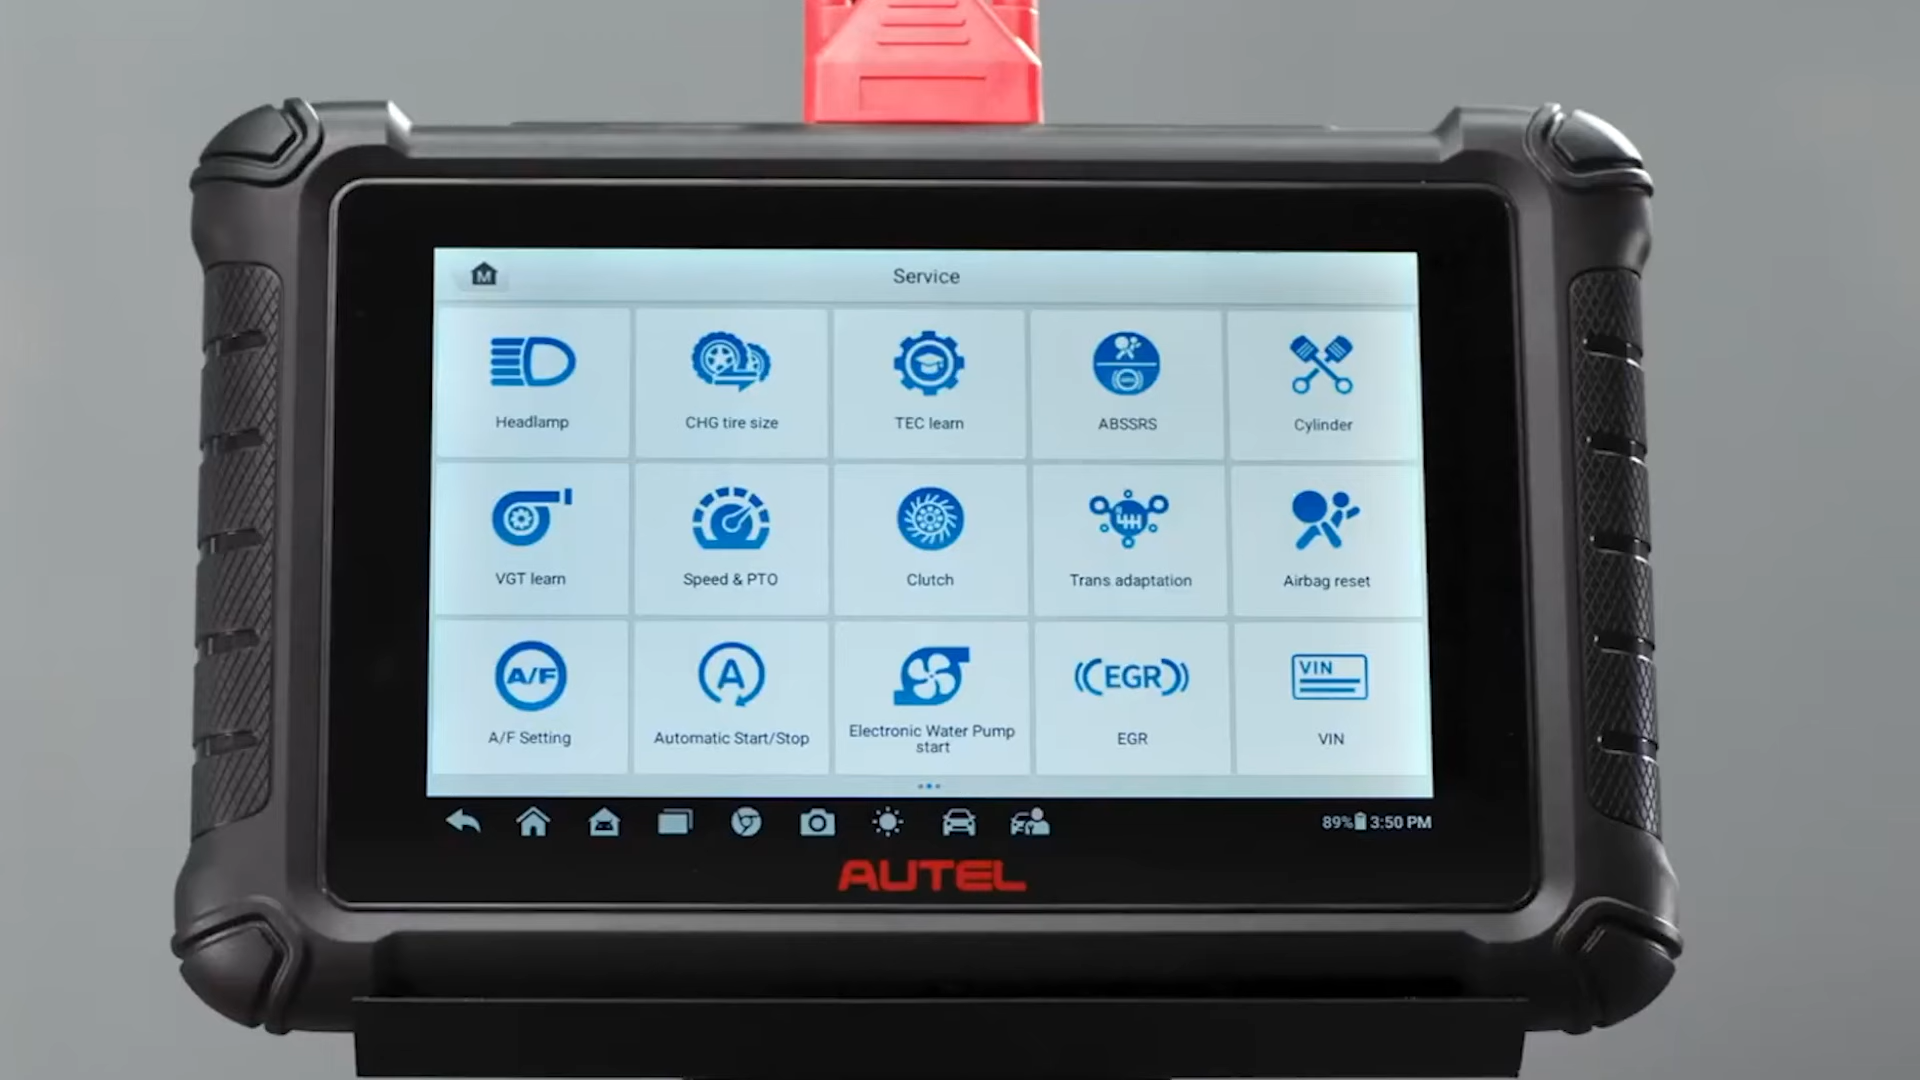 M
Service
Headlamp
CHG tire size
TEC learn
ABSSRS
Cylinder
VGT learn
Speed & PTO
Clutch
Trans adaptation
Airbag reset
A/F
A/F Setting
A
Automatic Start/Stop
Electronic Water Pump
start
EGR
EGR
VIN
VIN
89% 3:50 PM
AUTEL